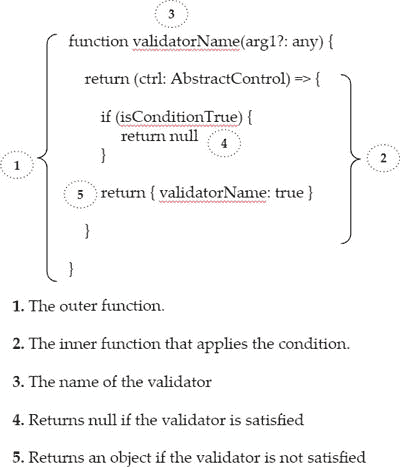 3
function validatorName(arg1?: any) {
return (ctrl: AbstractControl) => {
if (isConditionTrue) {
return null
4
}
1
2
5 return { validatorName: true }
}
}
1. The outer function.
2. The inner function that applies the condition.
3. The name of the validator
4. Returns null if the validator is satisfied
5. Returns an object if the validator is not satisfied